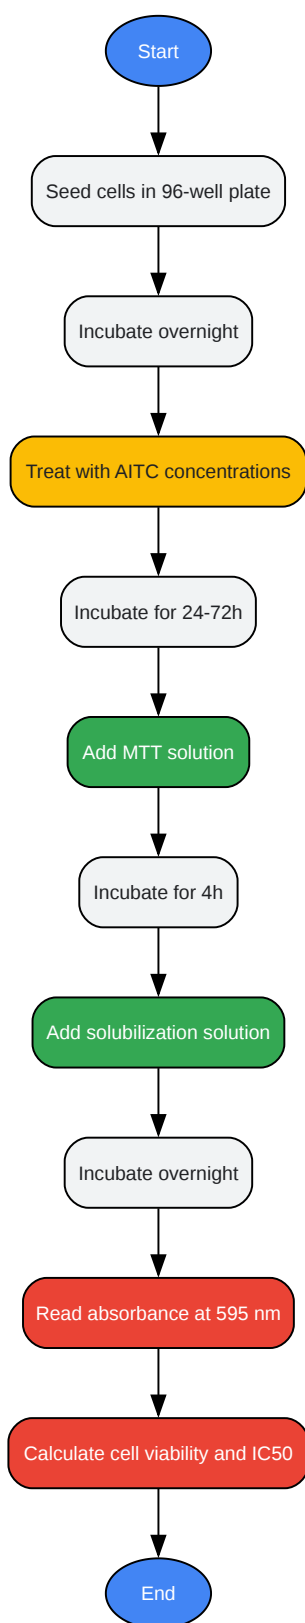 Start
Seed cells in 96-well plate
Incubate overnight
Treat with AITC concentrations
Incubate for 24-72h
Add MTT solution
Incubate for 4h
Add solubilization solution
Incubate overnight
Read absorbance at 595 nm
Calculate cell viability and IC50
End